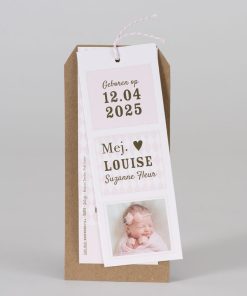 Geboren op
12.04
2025
Mej. ♥
LOUISE
Suzanne Fleur